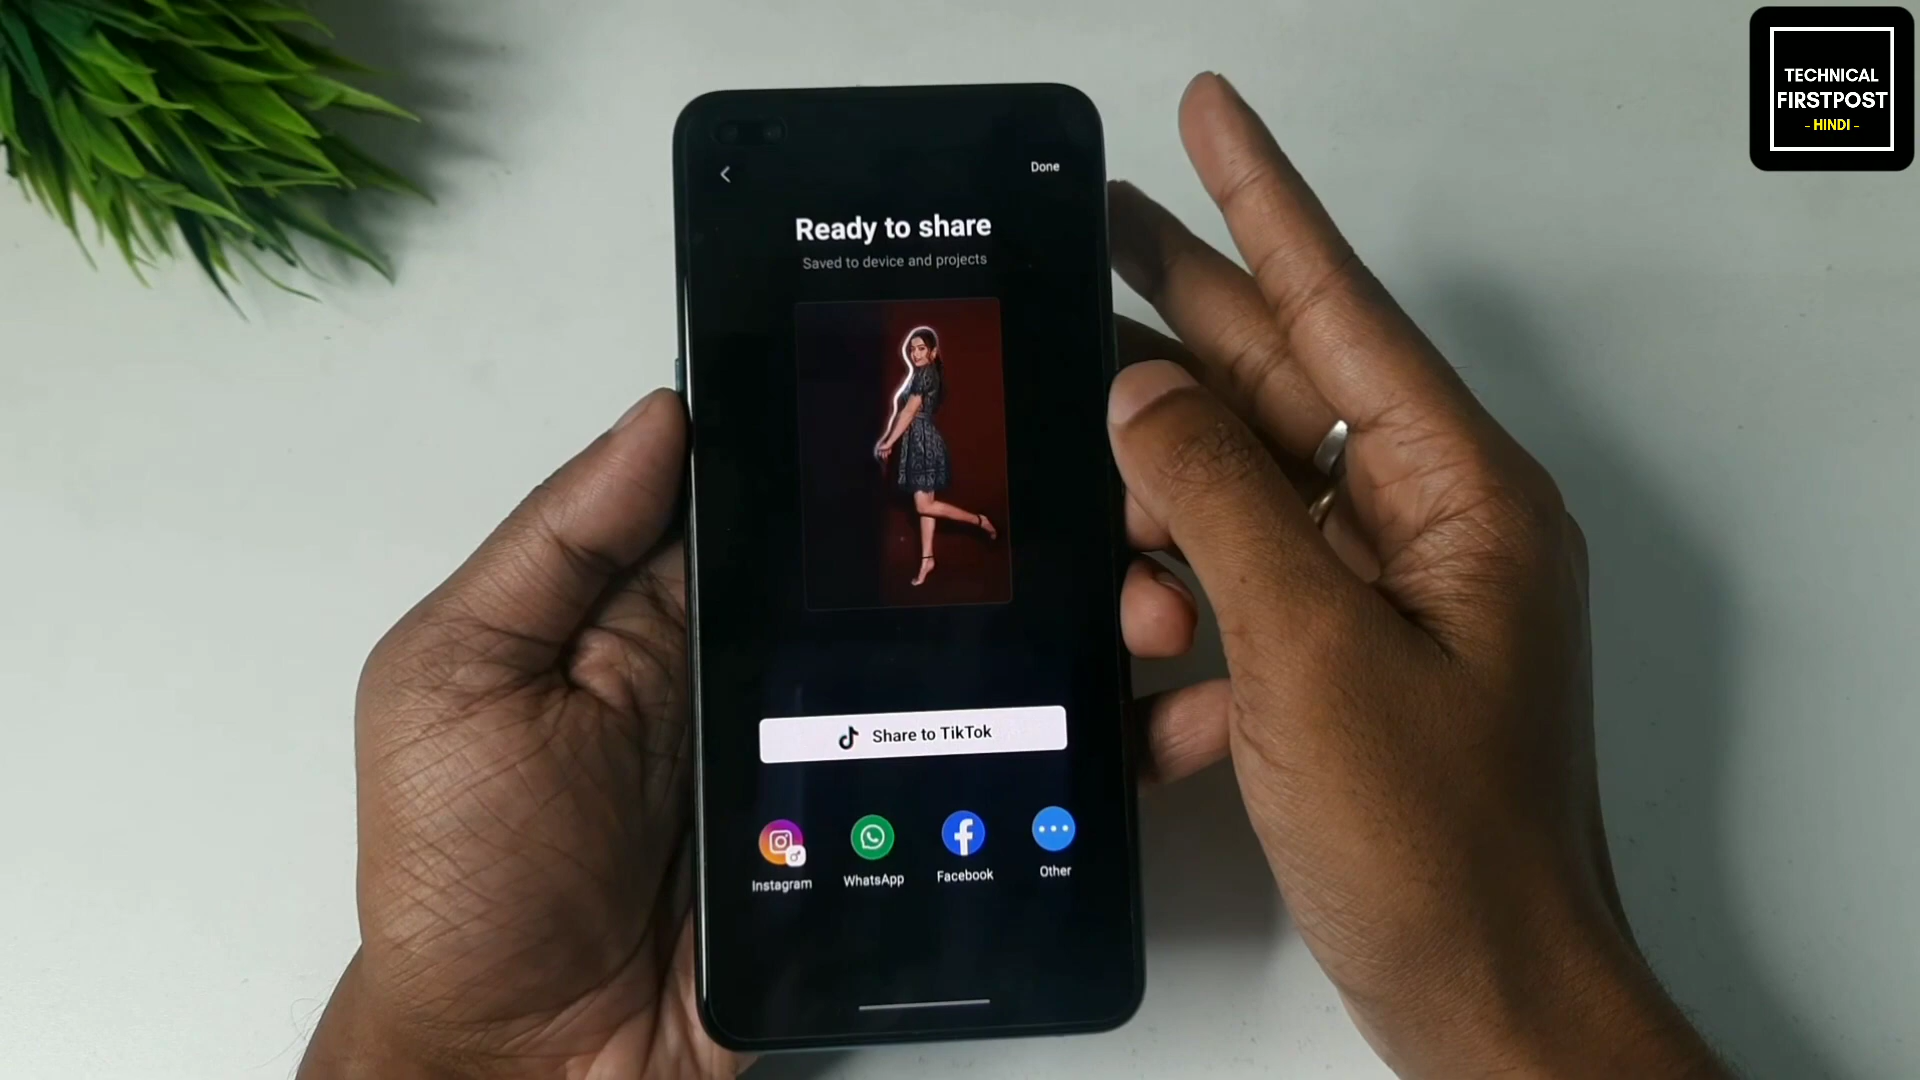 TECHNICAL
FIRSTPOST
- HINDI -
Done
Ready to share
Saved to device and projects
Share to TikTok
Instagram
WhatsApp
Facebook
Other